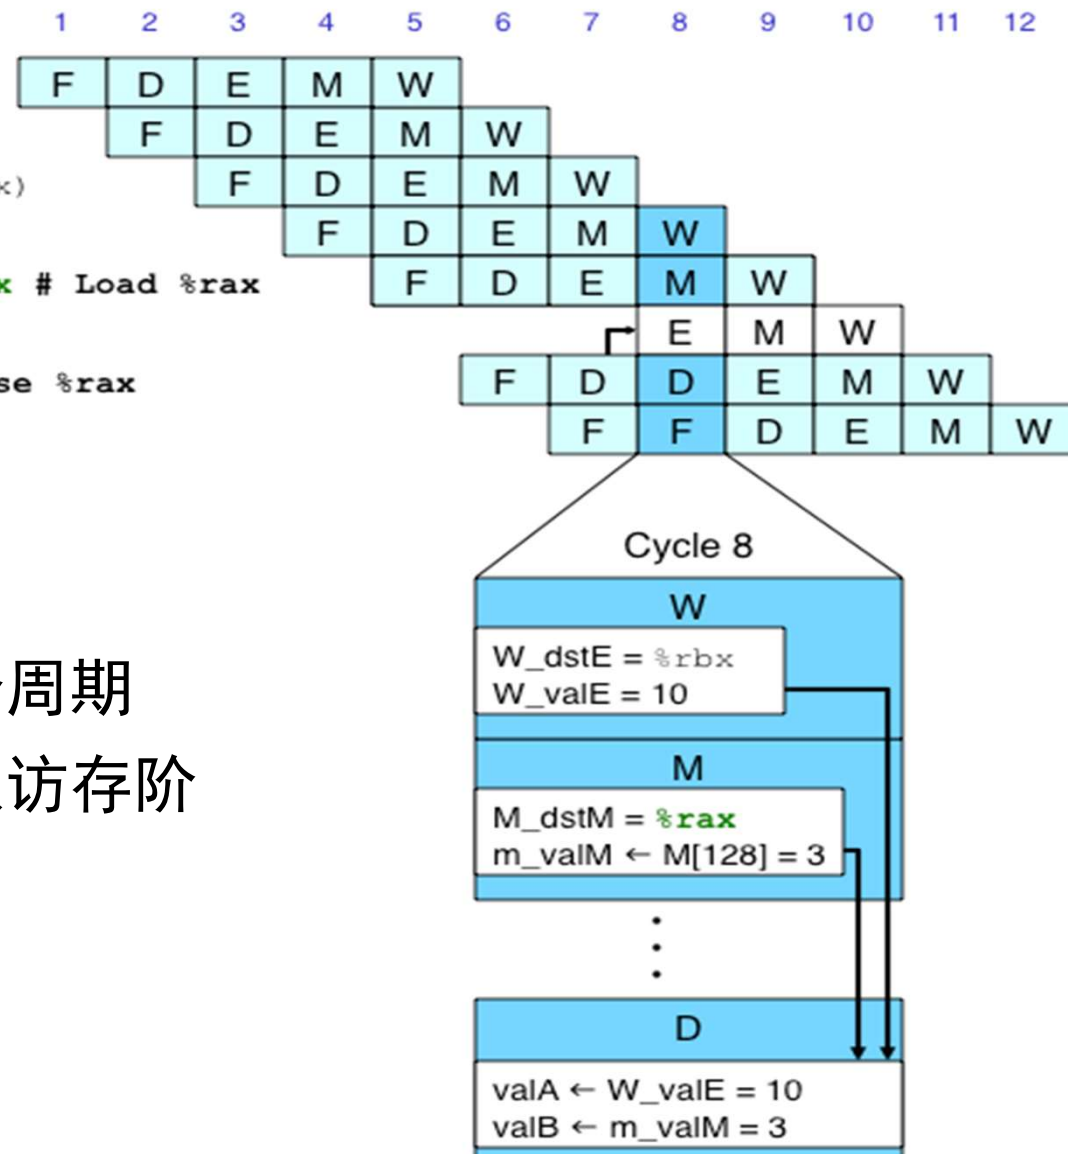 1 2 3 4 5 6 7 8 9 10 11 12
F D E M W
F D E M W
x) F D E M W
F D E M W
x # Load %rax F D E M W
E M W
se %rax F D D E M W
F F D E M W
Cycle 8
W
W_dstE = %rbx
W_valE = 10
周期
访存阶
M
M_dstM = %rax
m_valM ← M[128] = 3
D
valA ← W_valE = 10
valB ← m_valM = 3